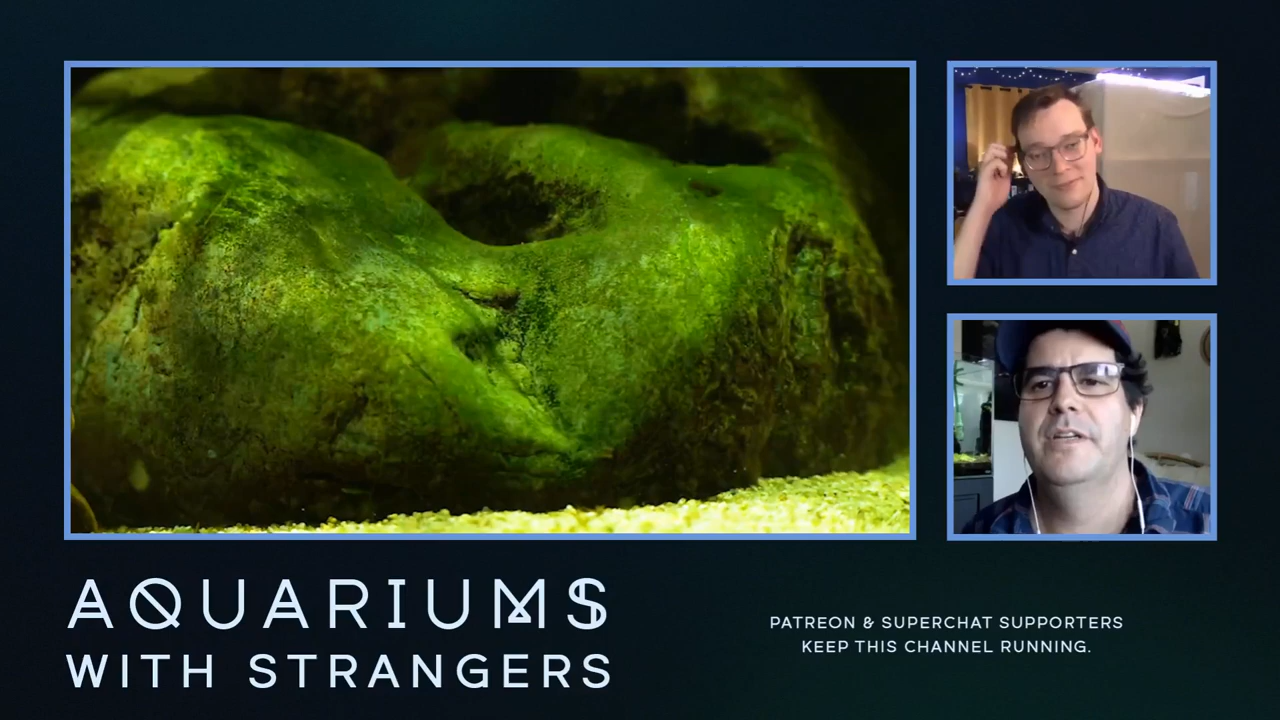 AQUARIUMS
WITH STRANGERS
PATREON & SUPERCHAT SUPPORTERS
KEEP THIS CHANNEL RUNNING.